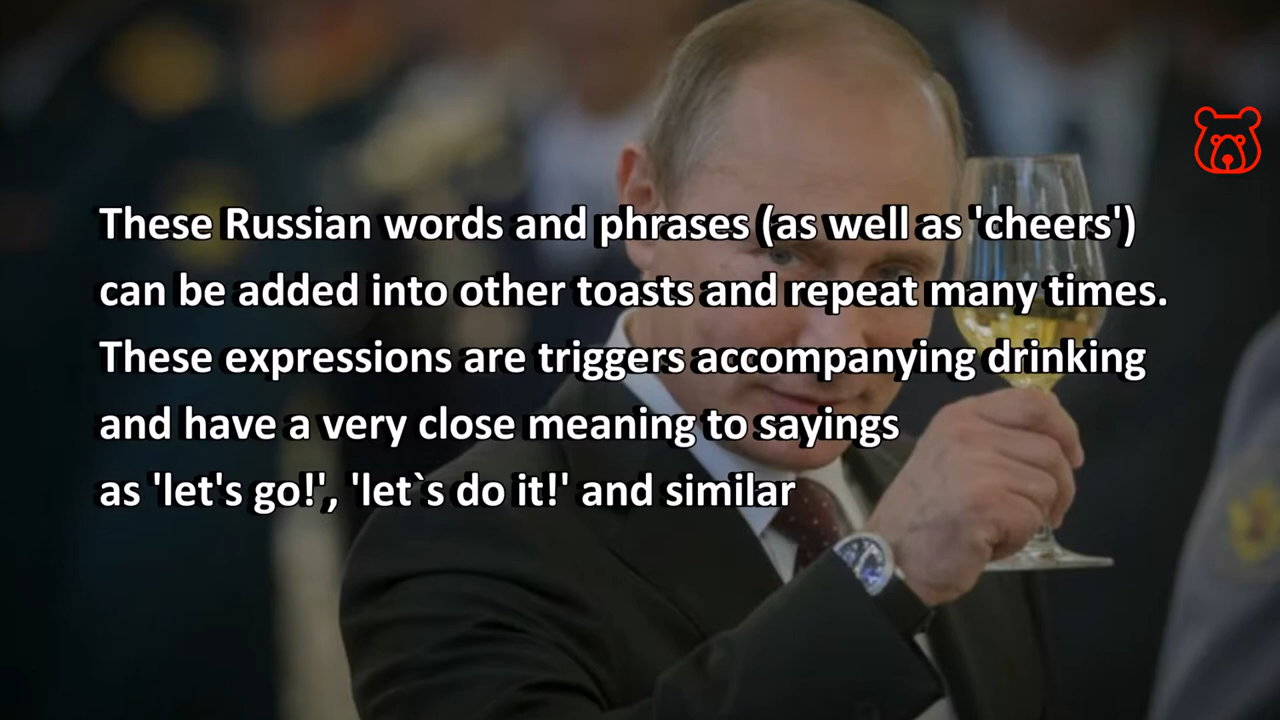 These Russian words and phrases (as well as 'cheers')
can be added into other toasts and repeat many times.
These expressions are triggers accompanying drinking
and have a very close meaning to sayings
as 'let's go!', 'let`s do it!' and similar